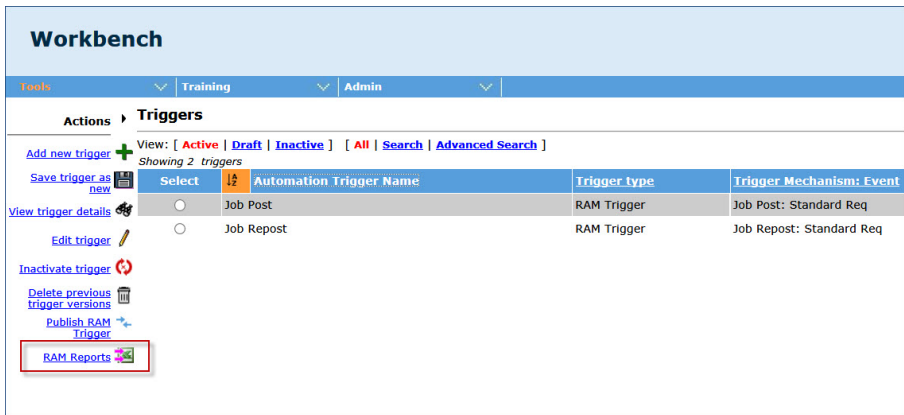 Workbench
Tools Training Admin
Actions
Triggers
View: [ Active | Draft | Inactive ] [ All | Search | Advanced Search ]
Showing 2 triggers
Add new trigger
Save trigger as
new
View trigger details
Edit trigger
Inactivate trigger
Delete previous
trigger versions
Publish RAM
Trigger
RAM Reports
Select Automation Trigger Name Trigger type Trigger Mechanism: Event
Job Post RAM Trigger Job Post: Standard Req
Job Repost RAM Trigger Job Repost: Standard Req